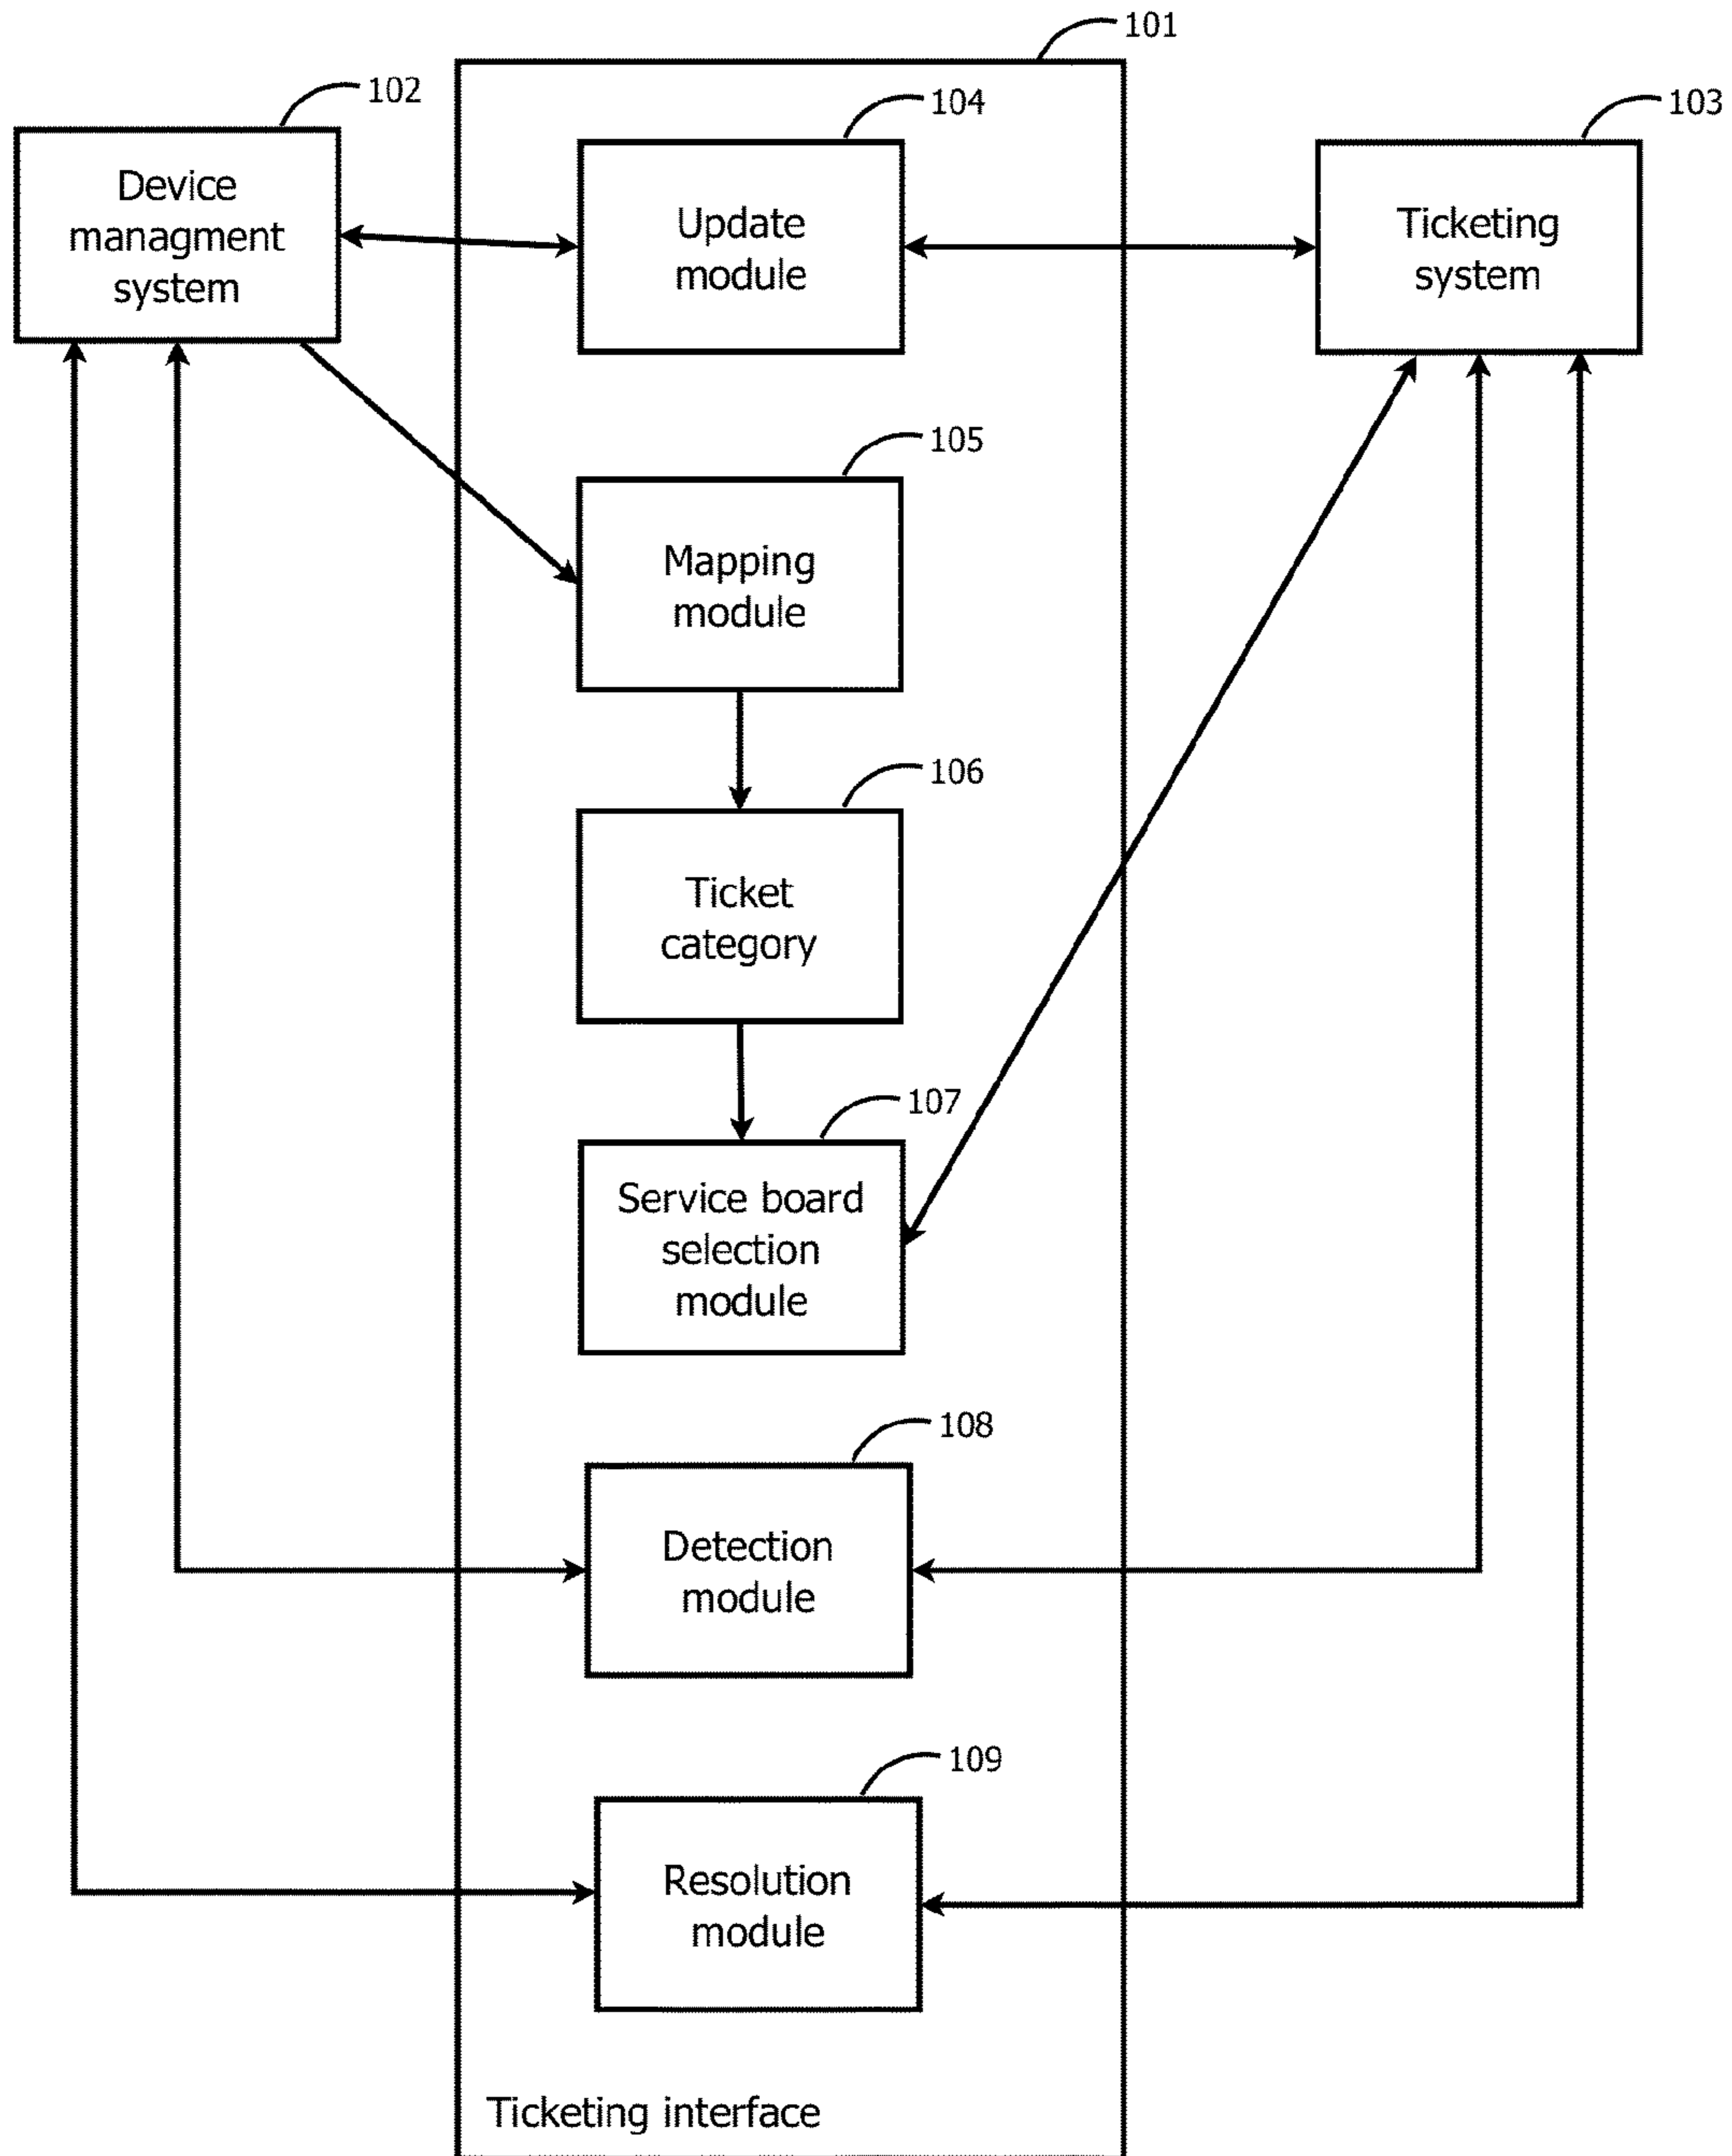 101
102
104
103
Device
managment
system
Update
module
Ticketing
system
105
Mapping
module
106
Ticket
category
107
Service board
selection
module
108
Detection
module
109
Resolution
module
Ticketing interface